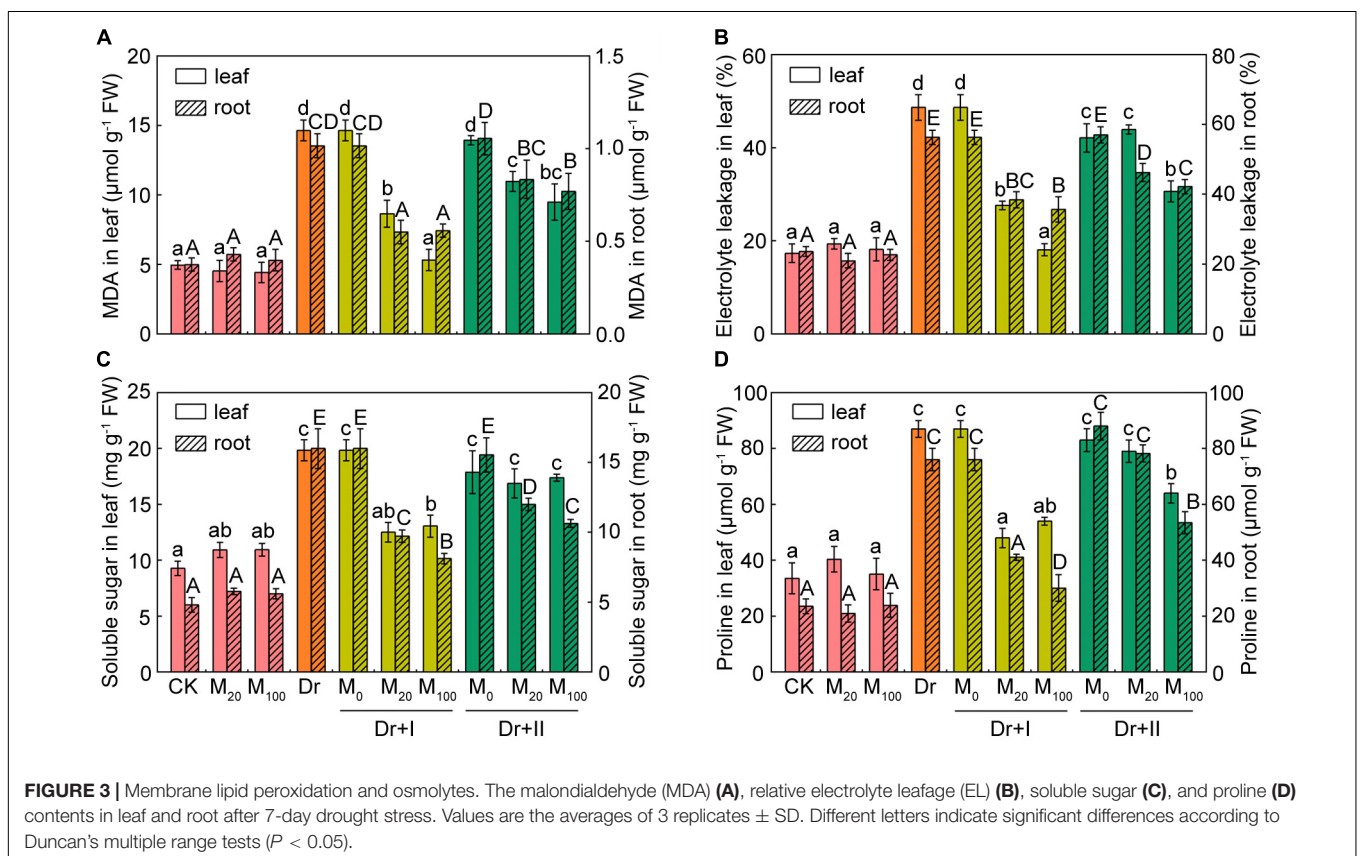 A
20
15
10
5
0
MDA in leaf (μmol g⁻¹ FW)
leaf
root
a A a A a A d CD d CD b A a A d D c BC bc B
1.5
1.0
0.5
0.0
MDA in root (μmol g⁻¹ FW)
B
60
40
20
0
Electrolyte leakage in leaf (%)
leaf
root
a A a A a A d E d E b BC a B c E c D b C
80
60
40
20
0
Electrolyte leakage in root (%)
C
25
20
15
10
5
0
Soluble sugar in leaf (mg g⁻¹ FW)
leaf
root
a A ab A ab A c E c E ab C b B c E c D c C
20
15
10
5
0
Soluble sugar in root (mg g⁻¹ FW)
CK M₂₀ M₁₀₀ Dr M₀ M₂₀ M₁₀₀ M₀ M₂₀ M₁₀₀
Dr+I Dr+II
D
100
80
60
40
20
0
Proline in leaf (μmol g⁻¹ FW)
leaf
root
a A a A a A c C c C a A ab D c C c C b B
100
80
60
40
20
0
Proline in root (μmol g⁻¹ FW)
CK M₂₀ M₁₀₀ Dr M₀ M₂₀ M₁₀₀ M₀ M₂₀ M₁₀₀
Dr+I Dr+II
FIGURE 3 | Membrane lipid peroxidation and osmolytes. The malondialdehyde (MDA) (A), relative electrolyte leafage (EL) (B), soluble sugar (C), and proline (D)
contents in leaf and root after 7-day drought stress. Values are the averages of 3 replicates ± SD. Different letters indicate significant differences according to
Duncan's multiple range tests (P < 0.05).